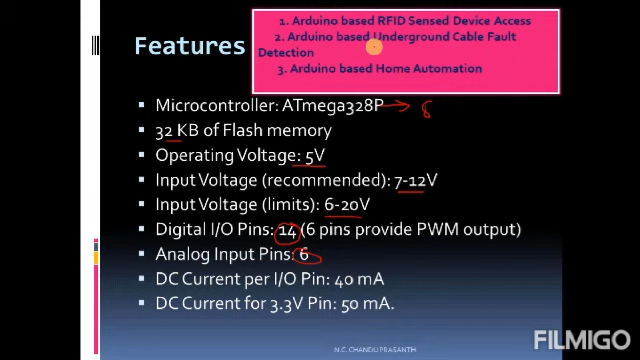 Features
1. Arduino based RFID Sensed Device Access
2. Arduino based Underground Cable Fault
Detection
3. Arduino based Home Automation
▪ Microcontroller: ATmega328P → 8
▪ 32 KB of Flash memory
▪ Operating Voltage: 5V
▪ Input Voltage (recommended): 7-12V
▪ Input Voltage (limits): 6-20V
▪ Digital I/O Pins: 14 (6 pins provide PWM output)
▪ Analog Input Pins: 6
▪ DC Current per I/O Pin: 40 mA
▪ DC Current for 3.3V Pin: 50 mA.
N.C. CHANDU PRASANTH
FILMIGO